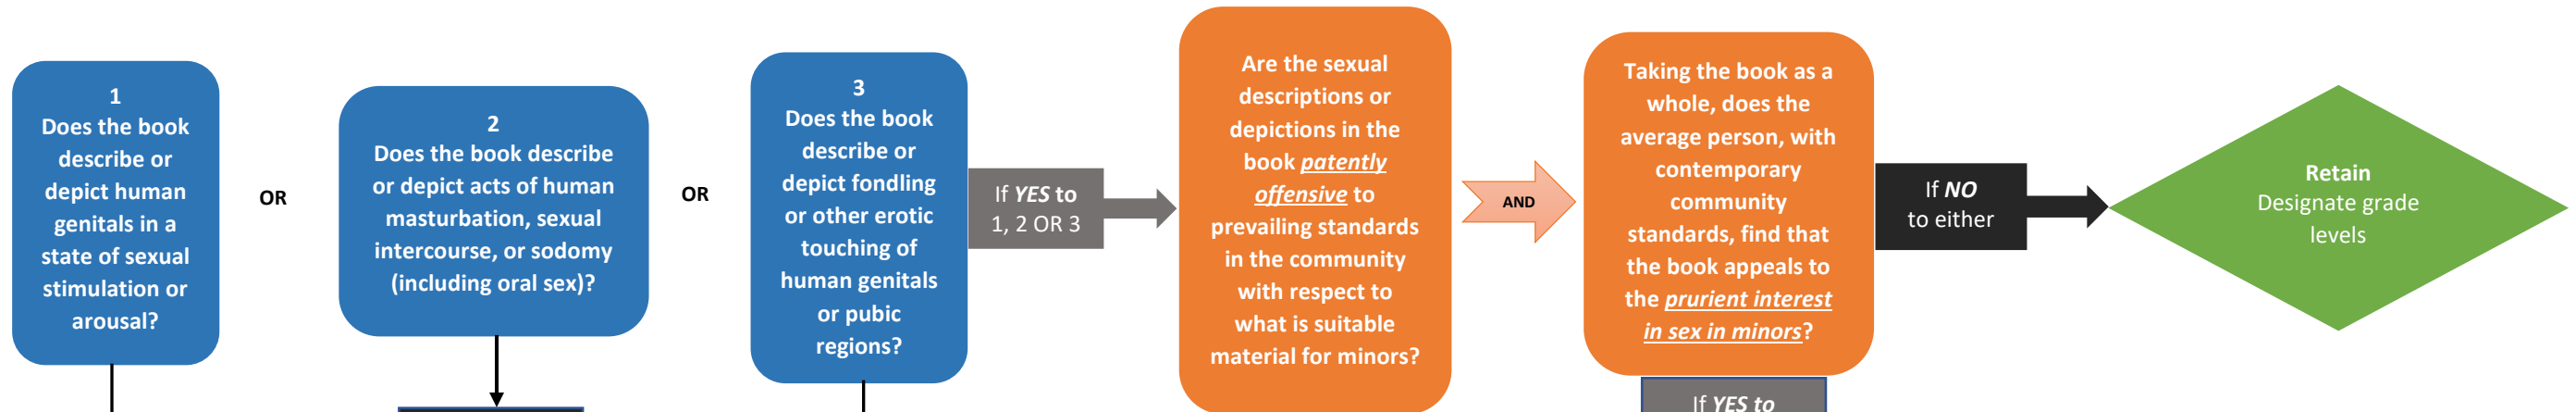 1
Does the book
describe or
depict human
genitals in a
state of sexual
stimulation or
arousal?
OR
2
Does the book describe
or depict acts of human
masturbation, sexual
intercourse, or sodomy
(including oral sex)?
OR
3
Does the book
describe or
depict fondling
or other erotic
touching of
human genitals
or pubic
regions?
If YES to
1, 2 OR 3
Are the sexual
descriptions or
depictions in the
book patently
offensive to
prevailing standards
in the community
with respect to
what is suitable
material for minors?
AND
Taking the book as a
whole, does the
average person, with
contemporary
community
standards, find that
the book appeals to
the prurient interest
in sex in minors?
If NO
to either
Retain
Designate grade
levels
If YES to